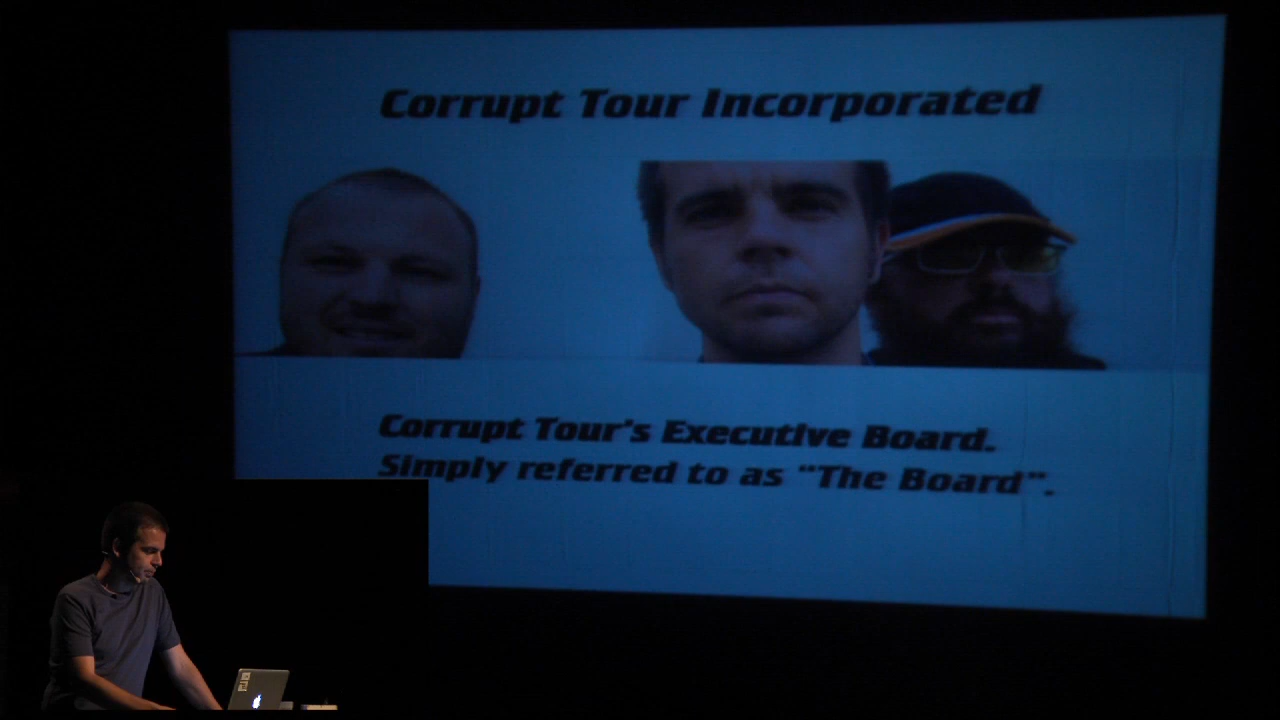 Corrupt Tour Incorporated
Corrupt Tour's Executive Board.
Simply referred to as "The Board".